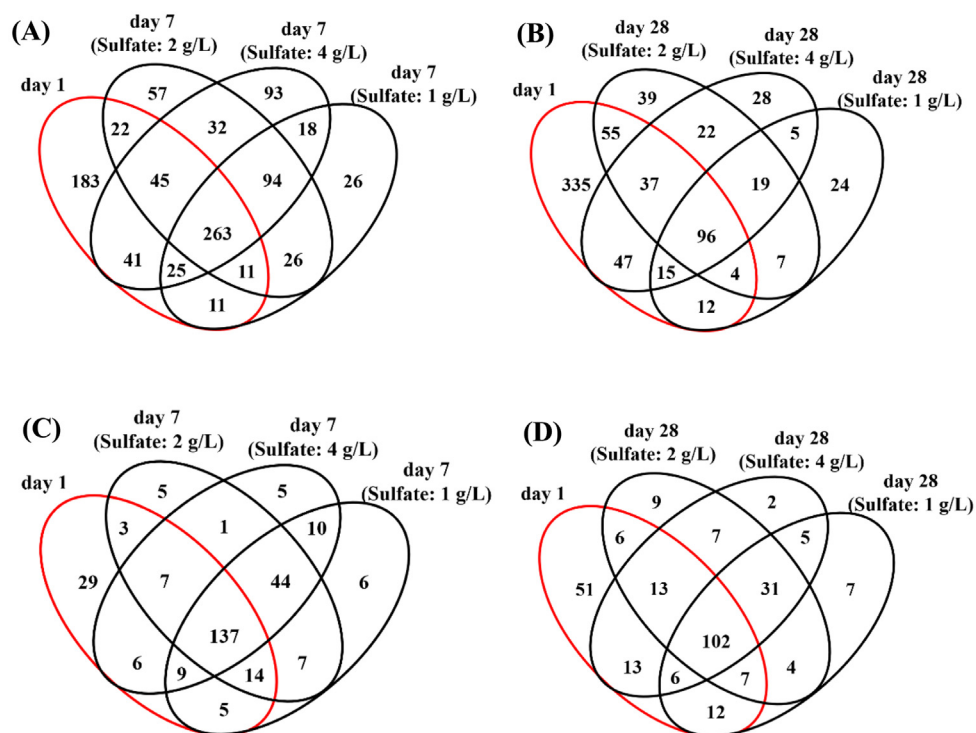 (A)
day 7
(Sulfate: 2 g/L)
day 7
(Sulfate: 4 g/L)
day 7
(Sulfate: 1 g/L)
day 1
57
93
22
32
18
183
45
94
26
263
41
25
11
26
11
(B)
day 28
(Sulfate: 2 g/L)
day 28
(Sulfate: 4 g/L)
day 28
(Sulfate: 1 g/L)
day 1
39
28
55
22
5
335
37
19
24
96
47
15
4
7
12
(C)
day 7
(Sulfate: 2 g/L)
day 7
(Sulfate: 4 g/L)
day 7
(Sulfate: 1 g/L)
day 1
5
5
3
1
10
29
7
44
6
137
6
9
14
7
5
(D)
day 28
(Sulfate: 2 g/L)
day 28
(Sulfate: 4 g/L)
day 28
(Sulfate: 1 g/L)
day 1
9
2
6
7
5
51
13
31
7
102
13
6
7
4
12